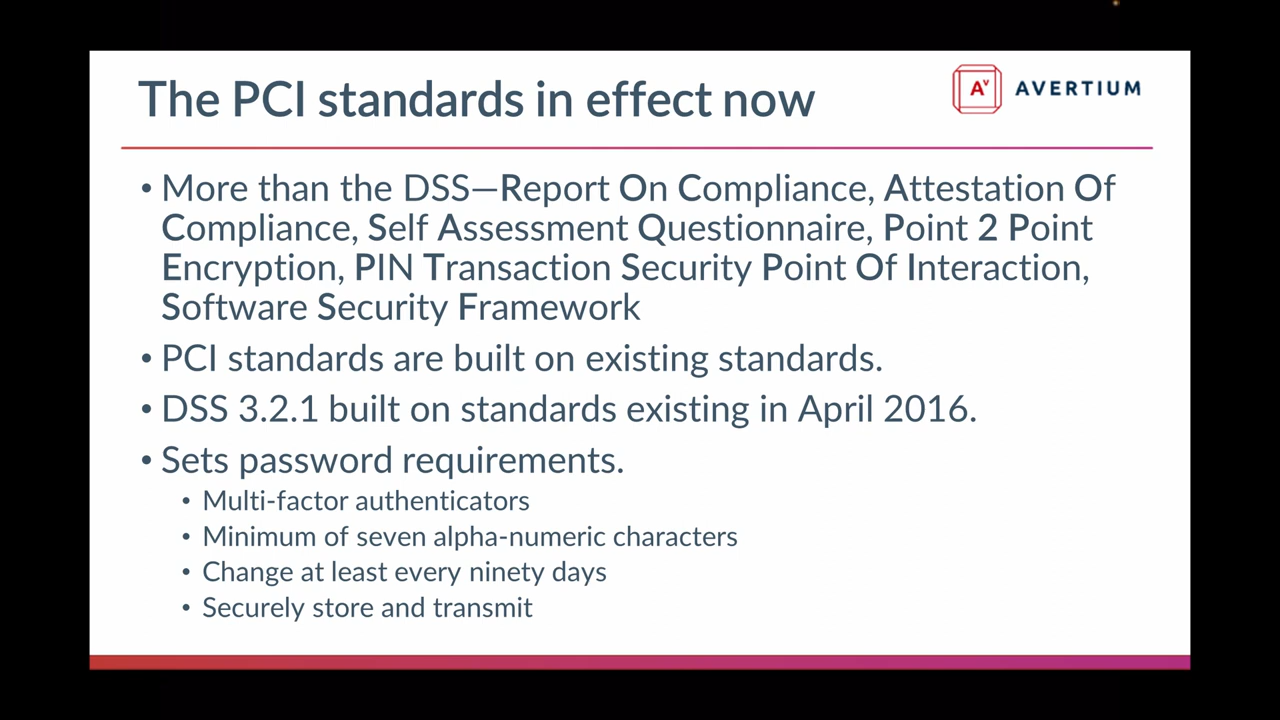 The PCI standards in effect now
AV AVERTIUM
• More than the DSS—Report On Compliance, Attestation Of
Compliance, Self Assessment Questionnaire, Point 2 Point
Encryption, PIN Transaction Security Point Of Interaction,
Software Security Framework
• PCI standards are built on existing standards.
• DSS 3.2.1 built on standards existing in April 2016.
• Sets password requirements.
• Multi-factor authenticators
• Minimum of seven alpha-numeric characters
• Change at least every ninety days
• Securely store and transmit